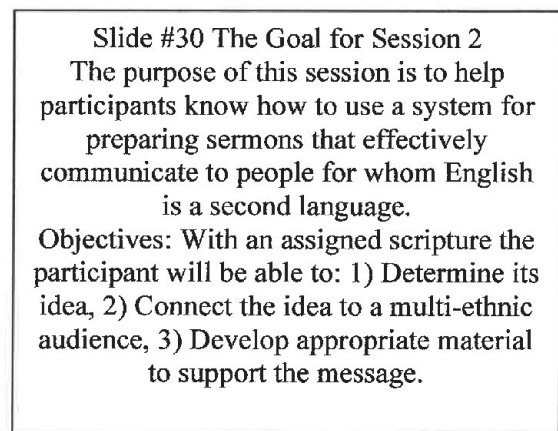 Slide #30 The Goal for Session 2
The purpose of this session is to help
participants know how to use a system for
preparing sermons that effectively
communicate to people for whom English
is a second language.
Objectives: With an assigned scripture the
participant will be able to: 1) Determine its
idea, 2) Connect the idea to a multi-ethnic
audience, 3) Develop appropriate material
to support the message.